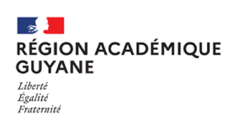 RÉGION ACADÉMIQUE
GUYANE
Liberté
Égalité
Fraternité